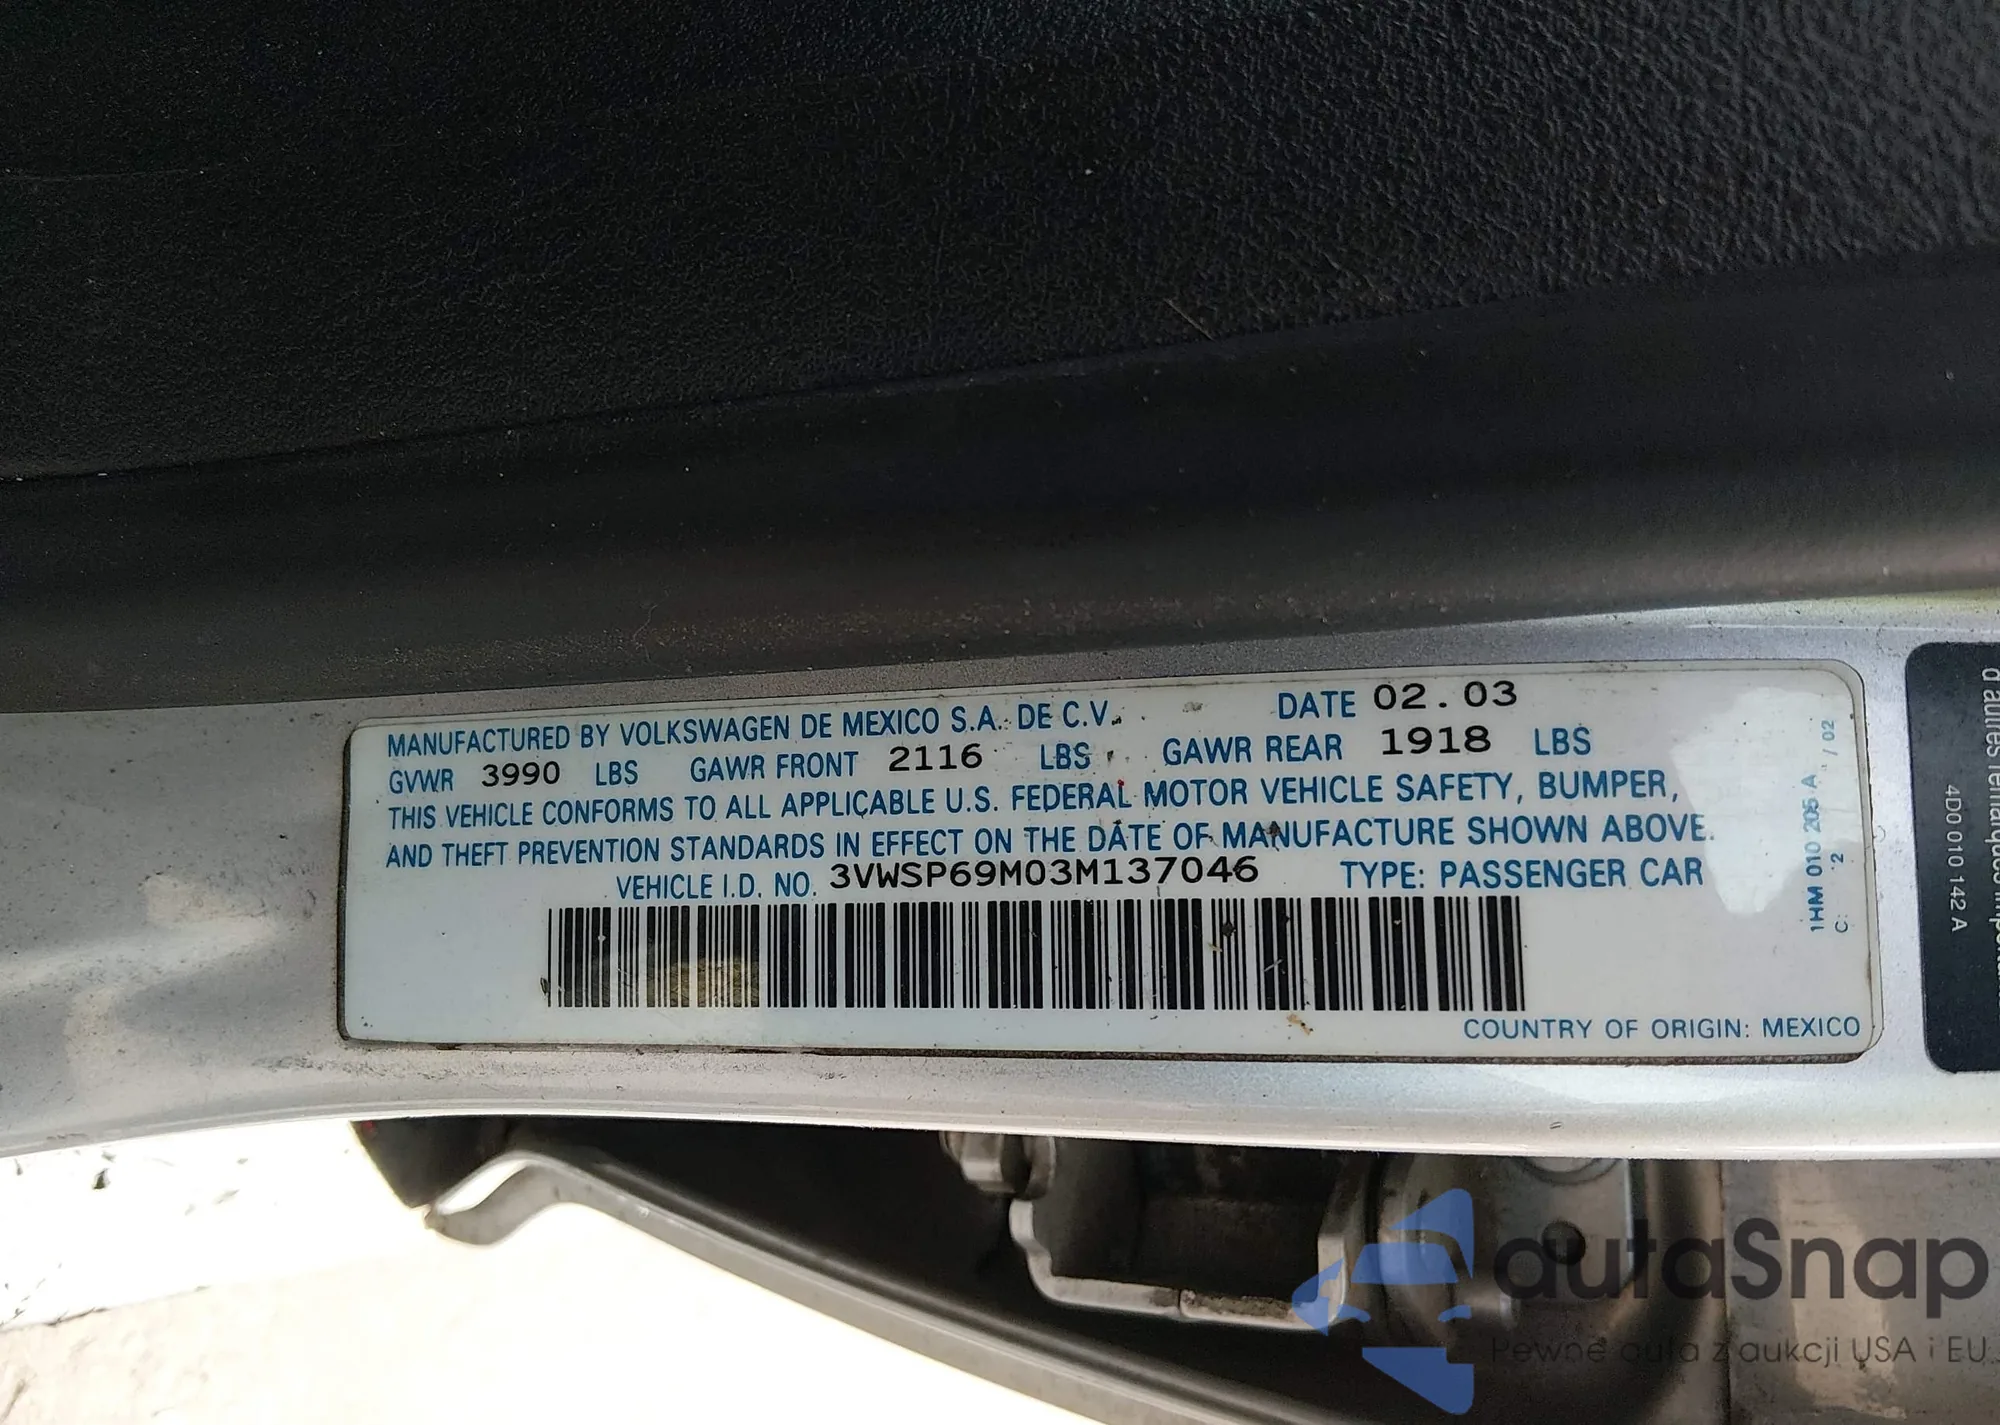 MANUFACTURED BY VOLKSWAGEN DE MEXICO S.A. DE C.V. DATE 02.03
GVWR 3990 LBS GAWR FRONT 2116 LBS GAWR REAR 1918 LBS
THIS VEHICLE CONFORMS TO ALL APPLICABLE U.S. FEDERAL MOTOR VEHICLE SAFETY, BUMPER,
AND THEFT PREVENTION STANDARDS IN EFFECT ON THE DATE OF MANUFACTURE SHOWN ABOVE.
VEHICLE I.D. NO. 3VWSP69M03M137046 TYPE: PASSENGER CAR
COUNTRY OF ORIGIN: MEXICO
1HM 010 205 A
C: 2 / 02
4D0 010 142 A
autaSnap
Pewne auta z aukcji USA i EU